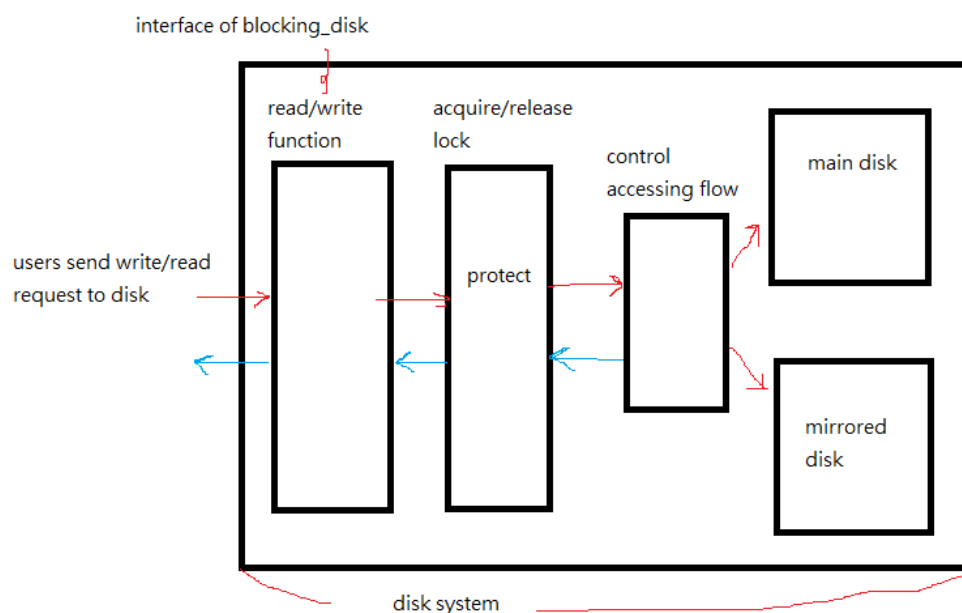 interface of blocking_disk
read/write
function
acquire/release
lock
control
accessing flow
main disk
users send write/read
request to disk
protect
mirrored
disk
disk system